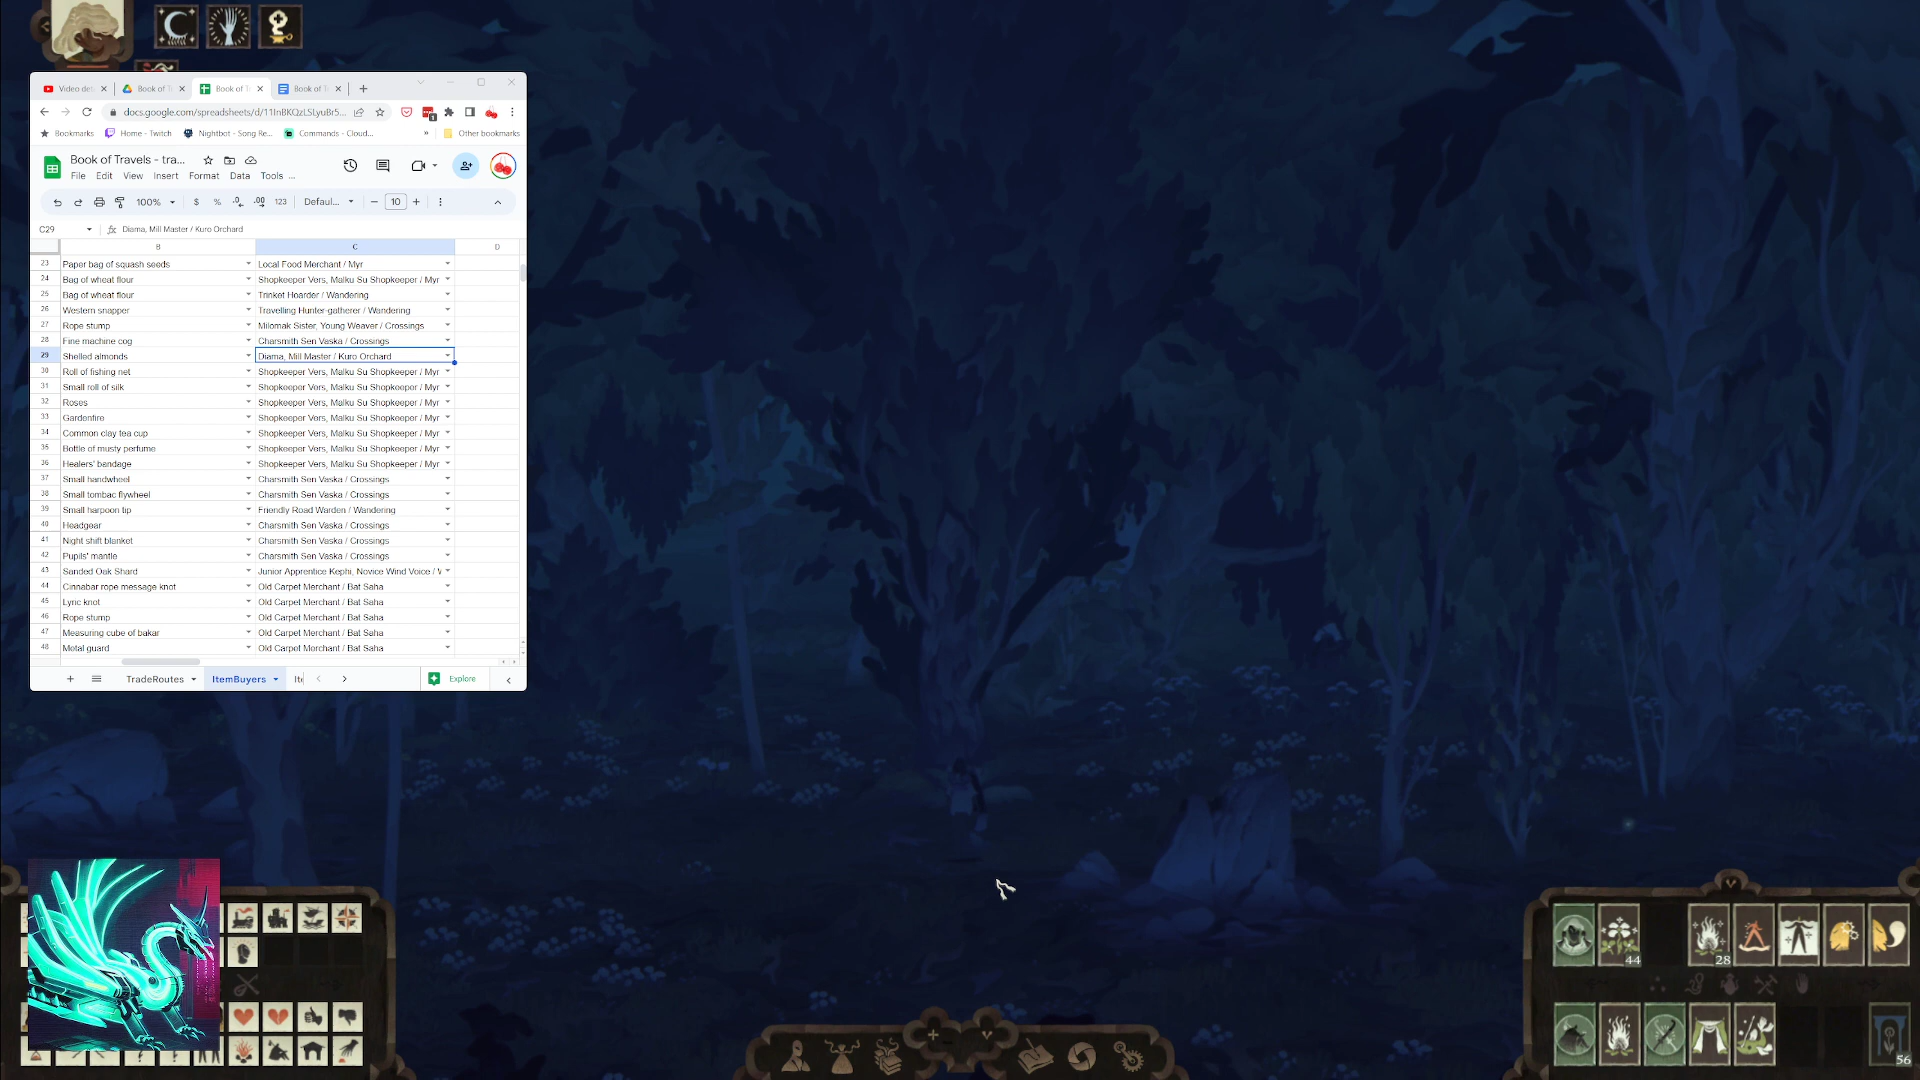 Video det
Book of T
Book of T
Book of T
docs.google.com/spreadsheets/d/11InBKQzLSLyuBr5...
Bookmarks
Home - Twitch
Nightbot - Song Re...
Commands - Cloud...
»
Other bookmarks
Book of Travels - tra...
File Edit View Insert Format Data Tools ...
100% $ % .0 .00 123 Defaul... − 10 +
C29 fx Diama, Mill Master / Kuro Orchard
B C D
23 Paper bag of squash seeds Local Food Merchant / Myr
24 Bag of wheat flour Shopkeeper Vers, Malku Su Shopkeeper / Myr
25 Bag of wheat flour Trinket Hoarder / Wandering
26 Western snapper Travelling Hunter-gatherer / Wandering
27 Rope stump Milomak Sister, Young Weaver / Crossings
28 Fine machine cog Charsmith Sen Vaska / Crossings
29 Shelled almonds Diama, Mill Master / Kuro Orchard
30 Roll of fishing net Shopkeeper Vers, Malku Su Shopkeeper / Myr
31 Small roll of silk Shopkeeper Vers, Malku Su Shopkeeper / Myr
32 Roses Shopkeeper Vers, Malku Su Shopkeeper / Myr
33 Gardenfire Shopkeeper Vers, Malku Su Shopkeeper / Myr
34 Common clay tea cup Shopkeeper Vers, Malku Su Shopkeeper / Myr
35 Bottle of musty perfume Shopkeeper Vers, Malku Su Shopkeeper / Myr
36 Healers' bandage Shopkeeper Vers, Malku Su Shopkeeper / Myr
37 Small handwheel Charsmith Sen Vaska / Crossings
38 Small tombac flywheel Charsmith Sen Vaska / Crossings
39 Small harpoon tip Friendly Road Warden / Wandering
40 Headgear Charsmith Sen Vaska / Crossings
41 Night shift blanket Charsmith Sen Vaska / Crossings
42 Pupils' mantle Charsmith Sen Vaska / Crossings
43 Sanded Oak Shard Junior Apprentice Kephi, Novice Wind Voice /
44 Cinnabar rope message knot Old Carpet Merchant / Bat Saha
45 Lyric knot Old Carpet Merchant / Bat Saha
46 Rope stump Old Carpet Merchant / Bat Saha
47 Measuring cube of bakar Old Carpet Merchant / Bat Saha
48 Metal guard Old Carpet Merchant / Bat Saha
TradeRoutes ItemBuyers Ite Explore
44 28
56